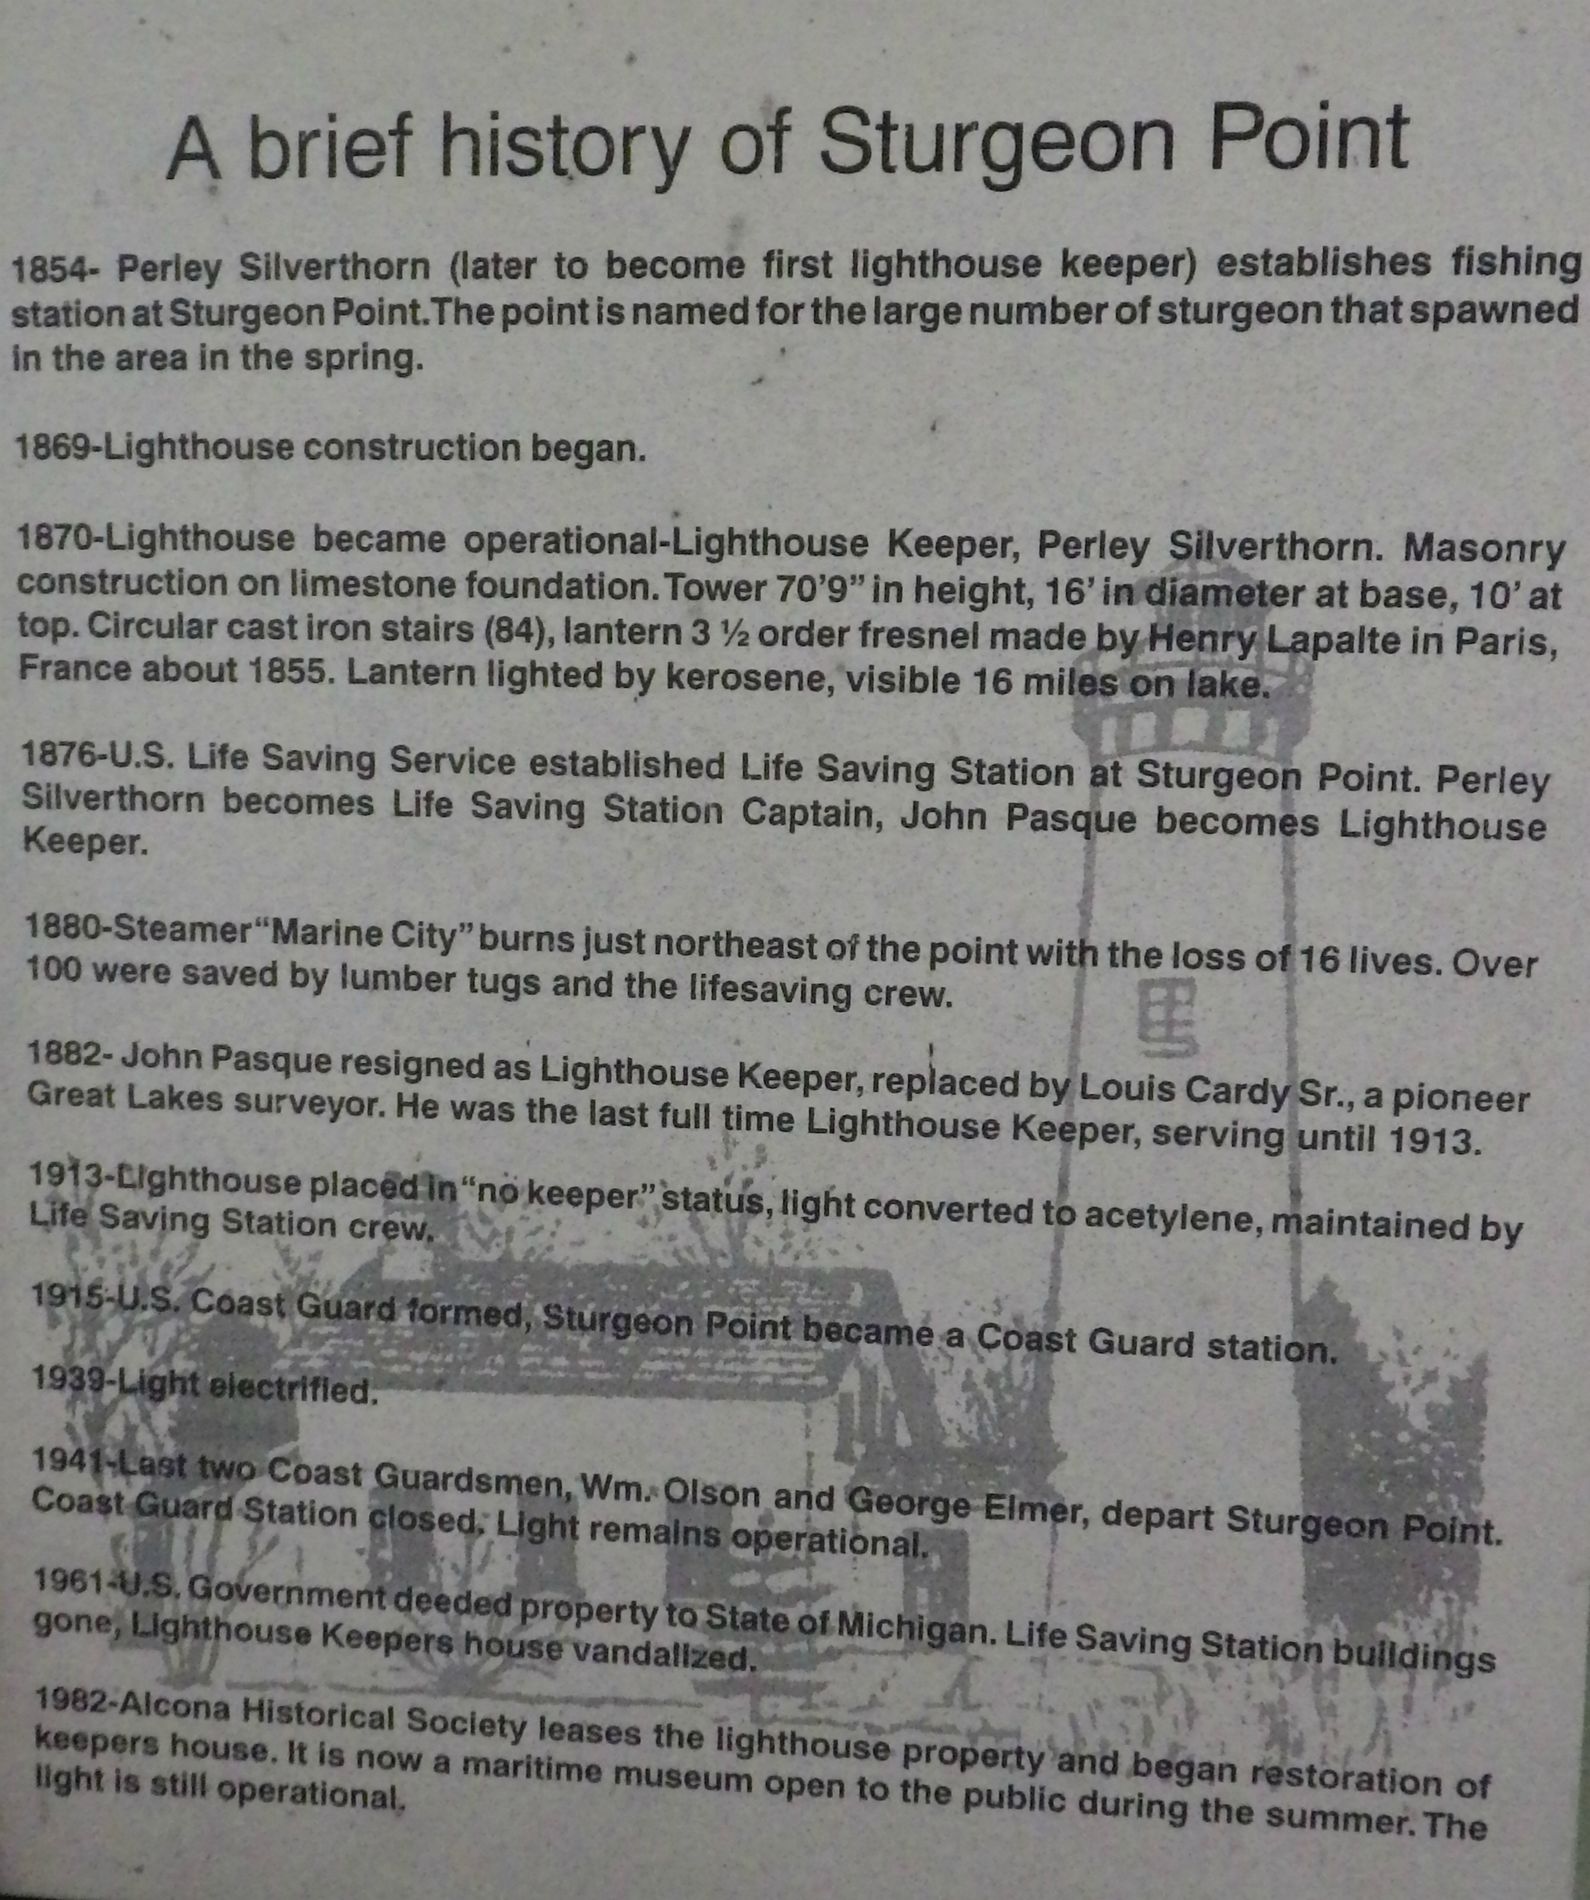 A brief history of Sturgeon Point
1854- Perley Silverthorn (later to become first lighthouse keeper) establishes fishing
station at Sturgeon Point. The point is named for the large number of sturgeon that spawned
in the area in the spring.
1869-Lighthouse construction began.
1870-Lighthouse became operational-Lighthouse Keeper, Perley Silverthorn. Masonry
construction on limestone foundation. Tower 70'9” in height, 16' in diameter at base, 10' at
top. Circular cast iron stairs (84), lantern 3 ½ order fresnel made by Henry Lapalte in Paris,
France about 1855. Lantern lighted by kerosene, visible 16 miles on lake.
1876-U.S. Life Saving Service established Life Saving Station at Sturgeon Point. Perley
Silverthorn becomes Life Saving Station Captain, John Pasque becomes Lighthouse
Keeper.
1880-Steamer “Marine City” burns just northeast of the point with the loss of 16 lives. Over
100 were saved by lumber tugs and the lifesaving crew.
1882- John Pasque resigned as Lighthouse Keeper, replaced by Louis Cardy Sr., a pioneer
Great Lakes surveyor. He was the last full time Lighthouse Keeper, serving until 1913.
1913-Lighthouse placed in “no keeper” status, light converted to acetylene, maintained by
Life Saving Station crew.
1915-U.S. Coast Guard formed, Sturgeon Point became a Coast Guard station.
1939-Light electrified.
1941-Last two Coast Guardsmen, Wm. Olson and George Elmer, depart Sturgeon Point.
Coast Guard Station closed. Light remains operational.
1961-U.S. Government deeded property to State of Michigan. Life Saving Station buildings
gone, Lighthouse Keepers house vandalized.
1982-Alcona Historical Society leases the lighthouse property and began restoration of
keepers house. It is now a maritime museum open to the public during the summer. The
light is still operational.